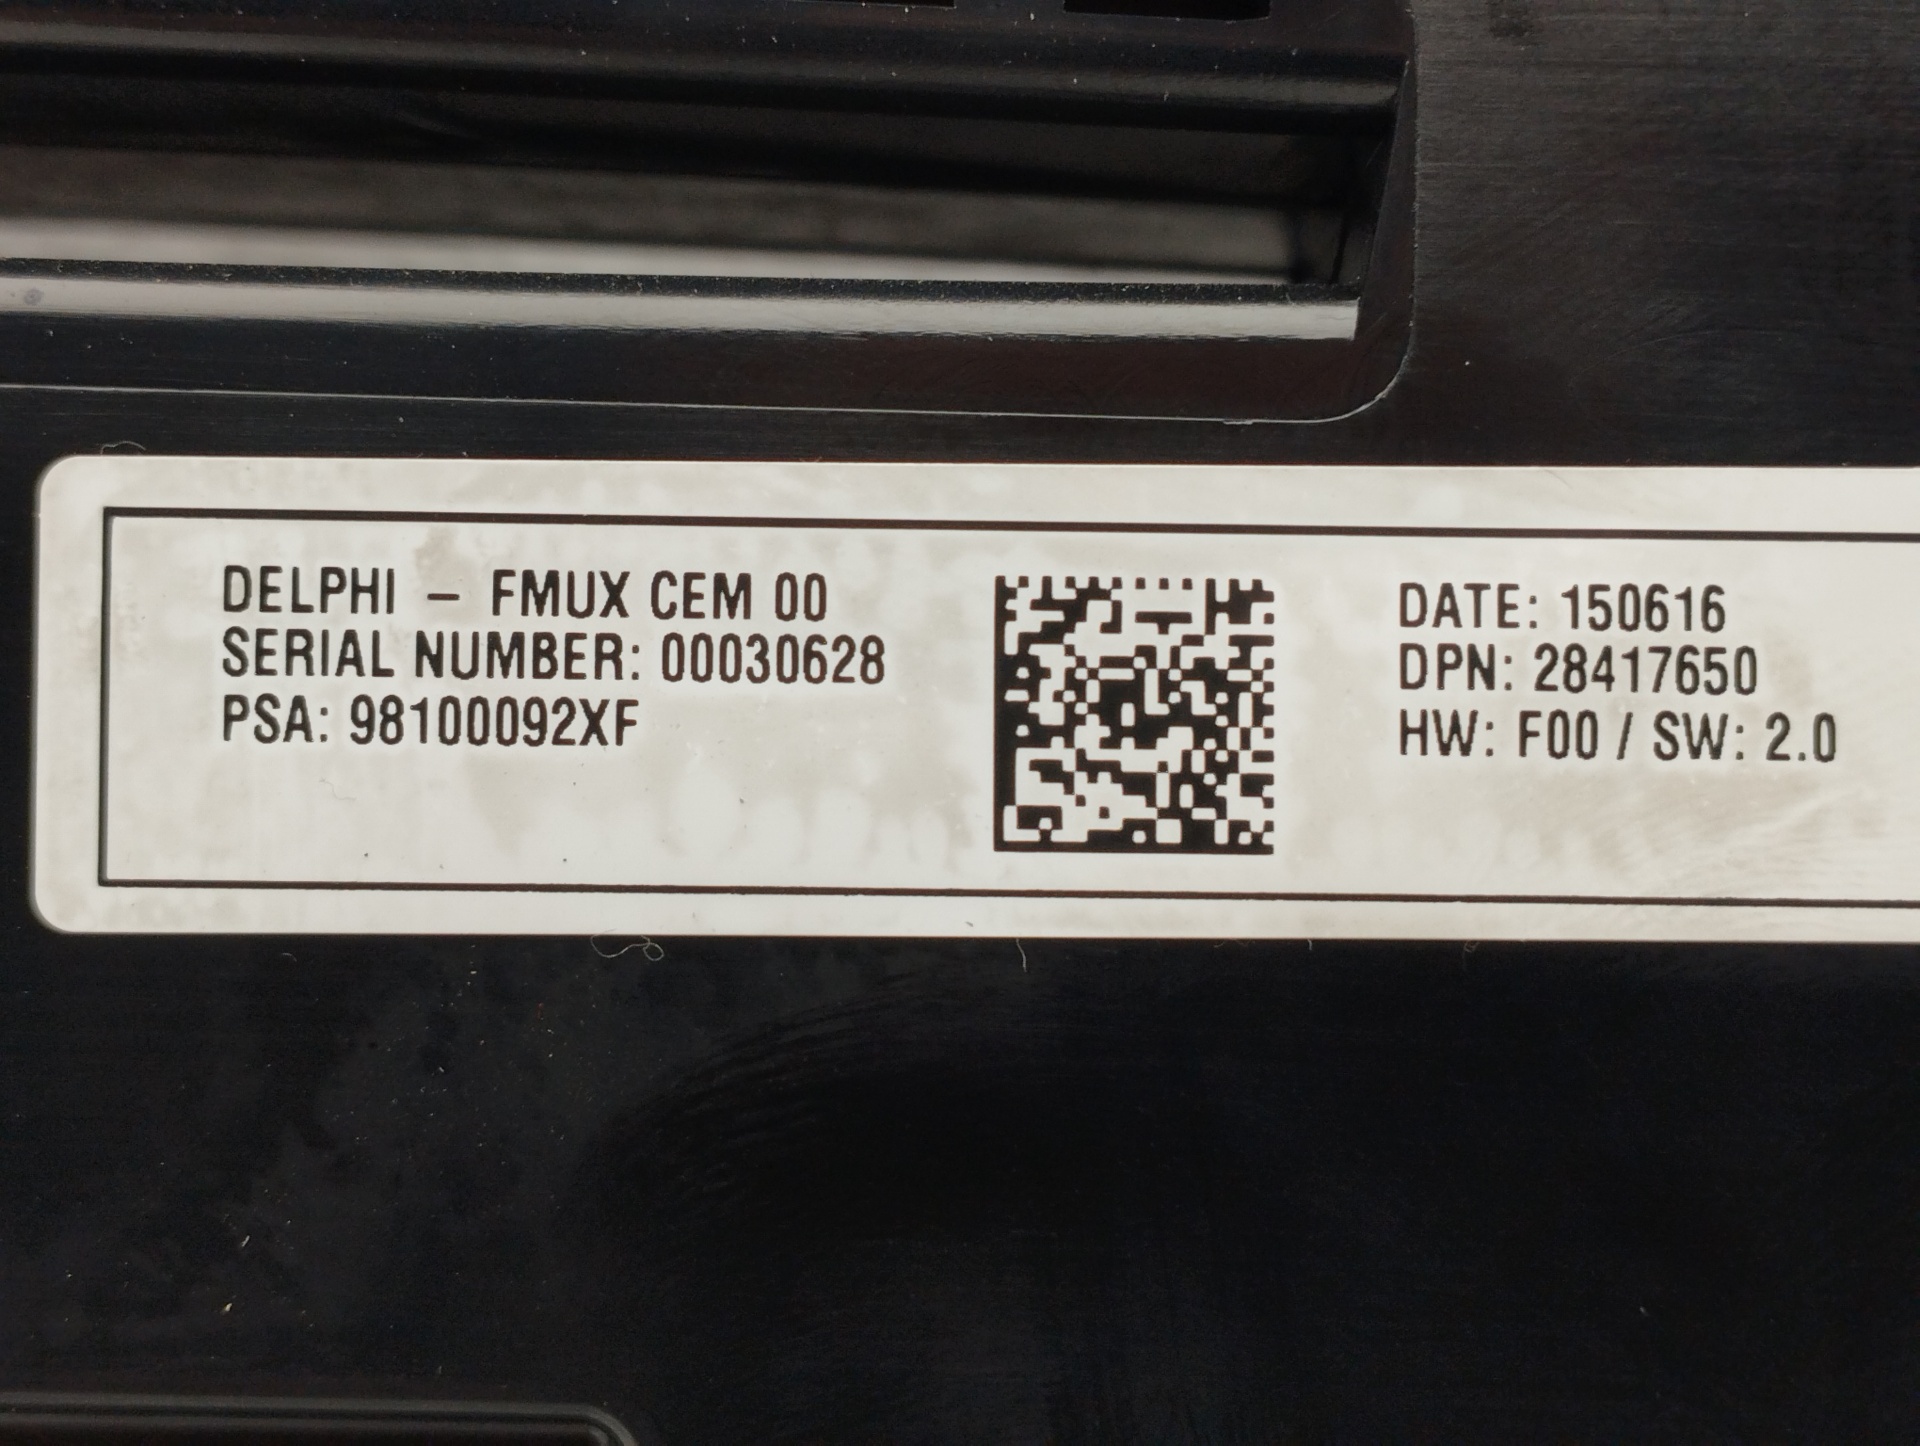 DELPHI – FMUX CEM 00
SERIAL NUMBER: 00030628
PSA: 98100092XF
DATE: 150616
DPN: 28417650
HW: F00 / SW: 2.0